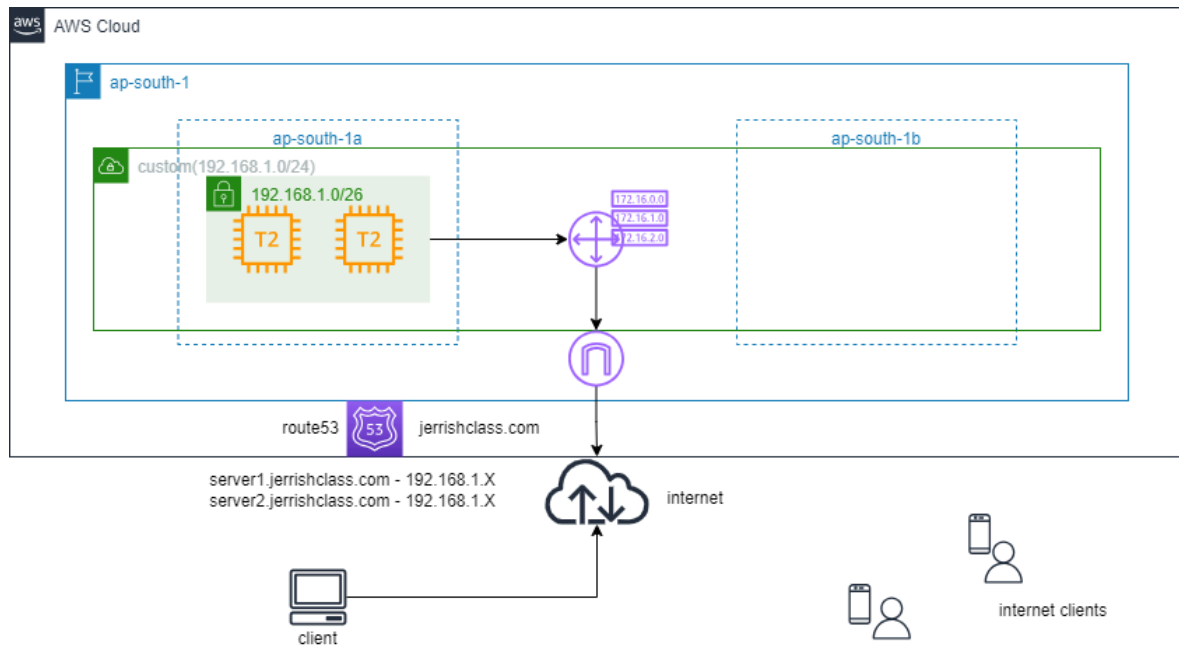 aws
AWS Cloud
ap-south-1
ap-south-1a
ap-south-1b
custom(192.168.1.0/24)
192.168.1.0/26
T2
T2
172.16.0.0
172.16.1.0
172.16.2.0
route53
53
jerrishclass.com
server1.jerrishclass.com - 192.168.1.X
server2.jerrishclass.com - 192.168.1.X
internet
client
internet clients